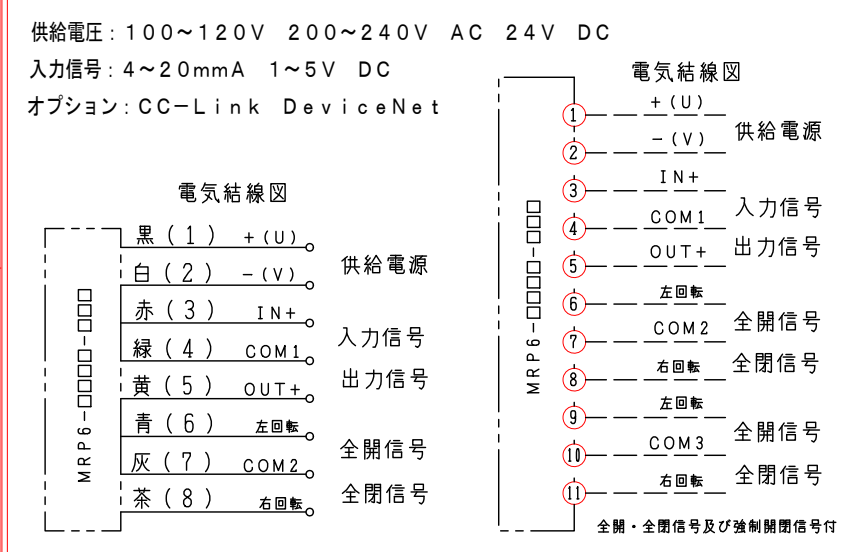 供給電圧：１００～１２０Ｖ　２００～２４０Ｖ　ＡＣ　２４Ｖ　ＤＣ
入力信号：４～２０ｍｍＡ　１～５Ｖ　ＤＣ
オプション：ＣＣ－Ｌｉｎｋ　ＤｅｖｉｃｅＮｅｔ
電気結線図
MRP6-□□□□-□□□
黒(1) +(U)
白(2) -(V)
供給電源
赤(3) IN+
緑(4) COM1
入力信号
黄(5) OUT+
出力信号
青(6) 左回転
灰(7) COM2
全開信号
茶(8) 右回転
全閉信号
電気結線図
MRP6-□□□□-□□□
① +(U)
② -(V)
供給電源
③ IN+
④ COM1
入力信号
⑤ OUT+
出力信号
⑥ 左回転
⑦ COM2
全開信号
⑧ 右回転
全閉信号
⑨ 左回転
⑩ COM3
全開信号
⑪ 右回転
全閉信号
全開・全閉信号及び強制開閉信号付